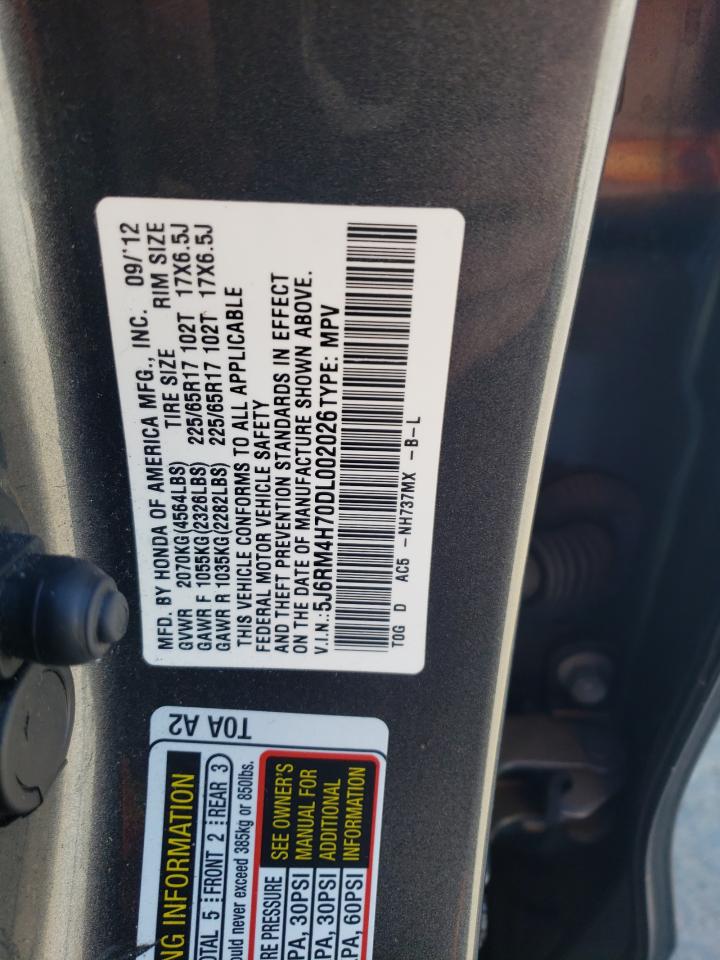 MFD. BY HONDA OF AMERICA MFG., INC. 09/'12
TIRE SIZE RIM SIZE
GVWR 2070KG(4564LBS)
GAWR F 1055KG(2326LBS) 225/65R17 102T 17X6.5J
GAWR R 1035KG(2282LBS) 225/65R17 102T 17X6.5J
THIS VEHICLE CONFORMS TO ALL APPLICABLE
FEDERAL MOTOR VEHICLE SAFETY
AND THEFT PREVENTION STANDARDS IN EFFECT
ON THE DATE OF MANUFACTURE SHOWN ABOVE.
V.I.N.:5J6RM4H70DL002026TYPE: MPV
T0G D AC5 -NH737MX -B-L
T0A A2
NG INFORMATION
OTAL 5 FRONT 2 REAR 3
ould never exceed 385kg or 850lbs.
RE PRESSURE
SEE OWNER'S
MANUAL FOR
ADDITIONAL
INFORMATION
PA, 30PSI
PA, 30PSI
PA, 60PSI